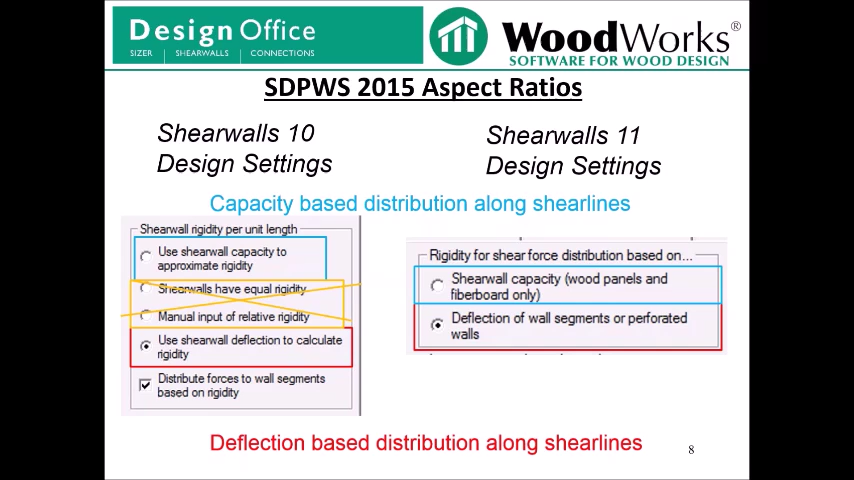 Design Office
SIZER | SHEARWALLS | CONNECTIONS
WoodWorks®
SOFTWARE FOR WOOD DESIGN
SDPWS 2015 Aspect Ratios
Shearwalls 10
Design Settings
Shearwalls 11
Design Settings
Capacity based distribution along shearlines
Shearwall rigidity per unit length
Use shearwall capacity to
approximate rigidity
Shearwalls have equal rigidity
Manual input of relative rigidity
Use shearwall deflection to calculate
rigidity
Distribute forces to wall segments
based on rigidity
Rigidity for shear force distribution based on...
Shearwall capacity (wood panels and
fiberboard only)
Deflection of wall segments or perforated
walls
Deflection based distribution along shearlines
8